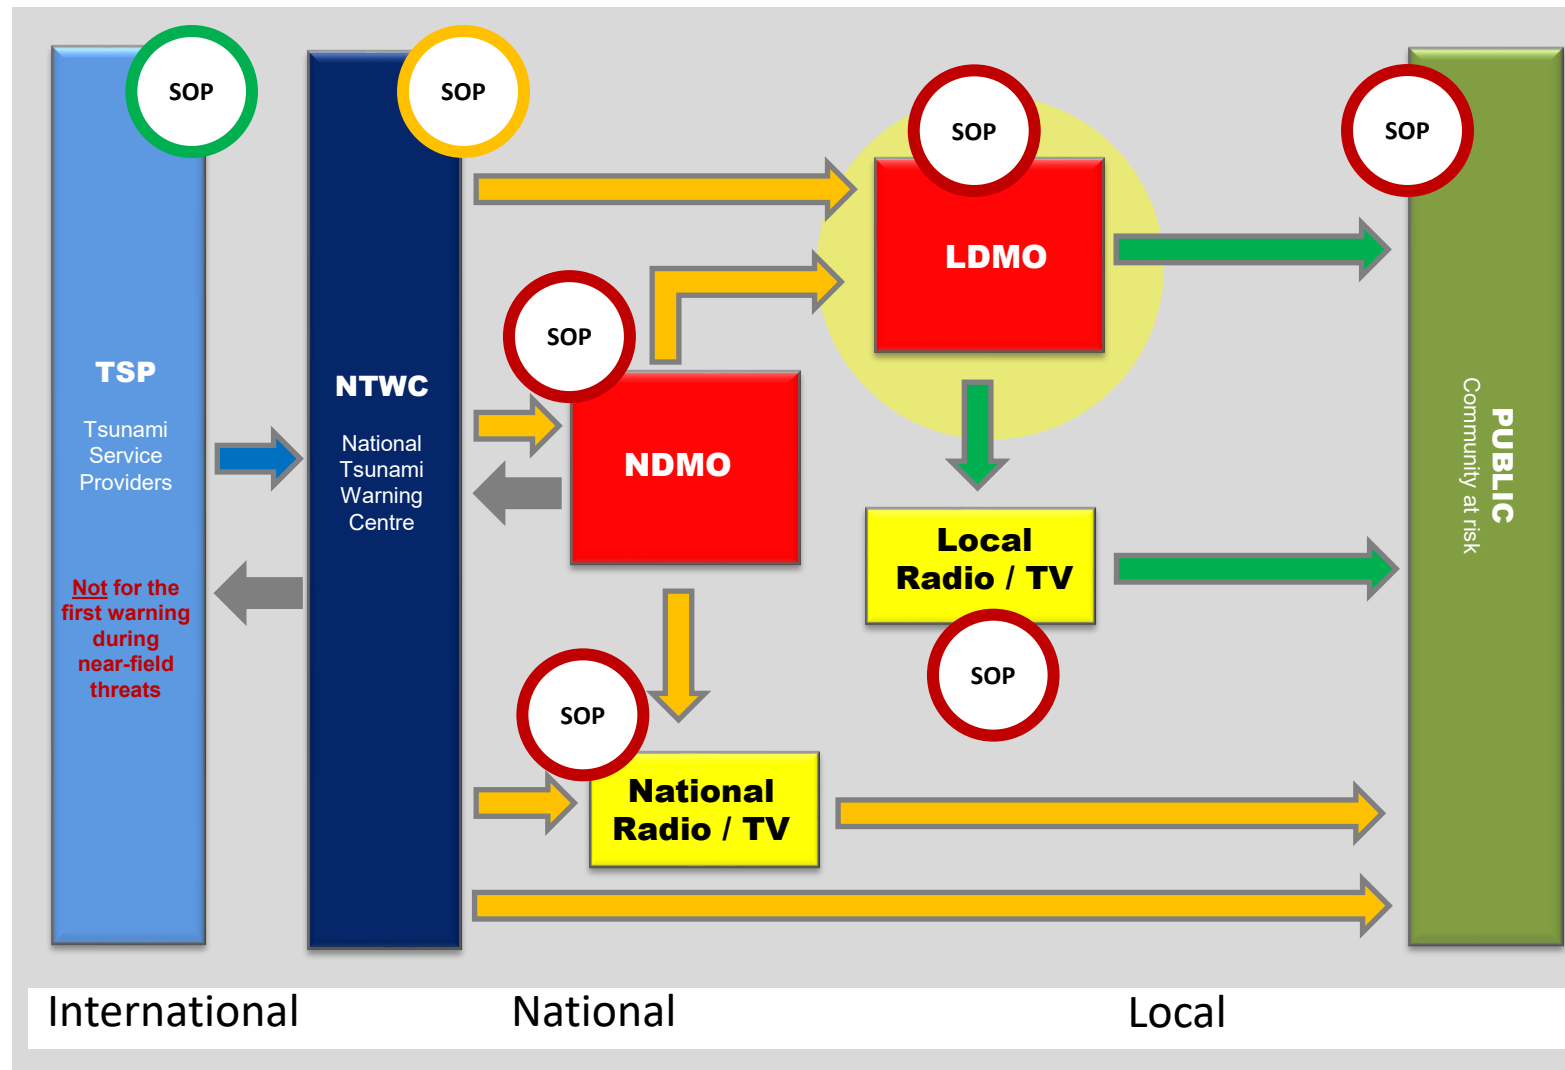 SOP
TSP
Tsunami
Service
Providers
Not for the
first warning
during
near-field
threats
SOP
NTWC
National
Tsunami
Warning
Centre
SOP
NDMO
SOP
National
Radio / TV
SOP
LDMO
Local
Radio / TV
SOP
SOP
PUBLIC
Community at risk
International
National
Local